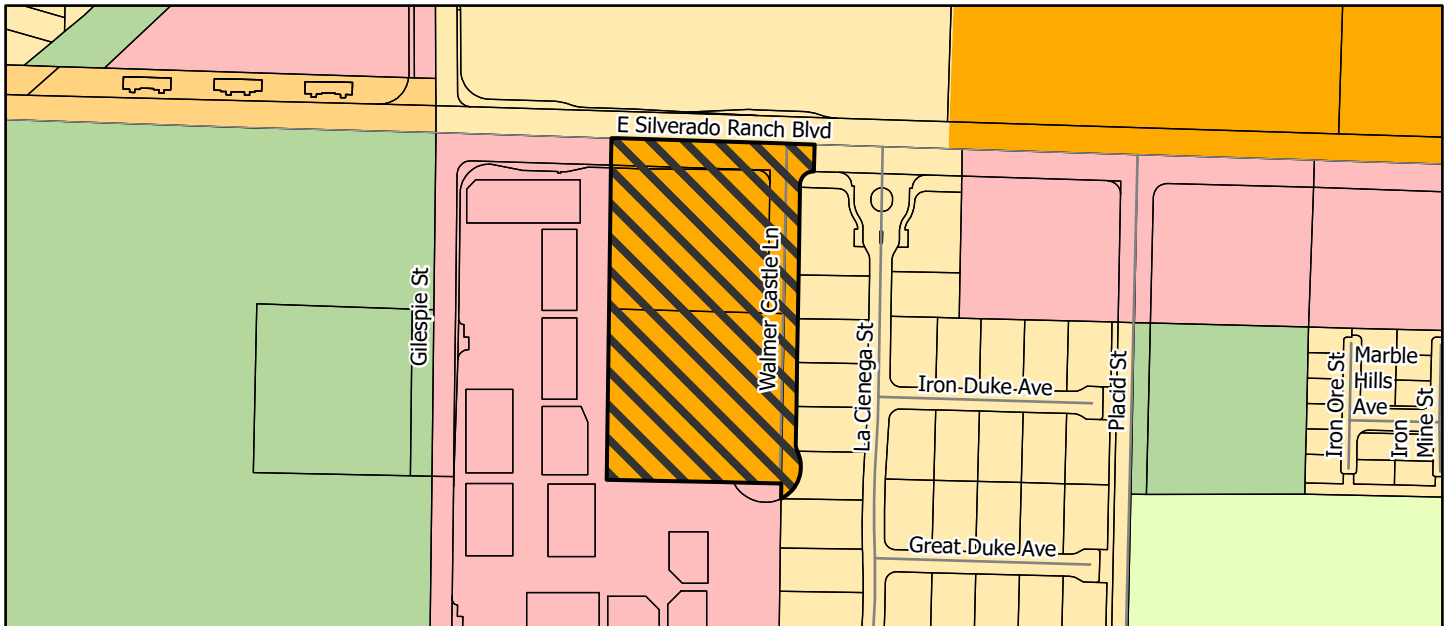 E Silverado Ranch Blvd
Gilespie St
Walmer Castle Ln
La Cienega St
Iron Duke Ave
Placid St
Great Duke Ave
Iron Ore St
Marble
Hills
Ave
Iron
Mine St